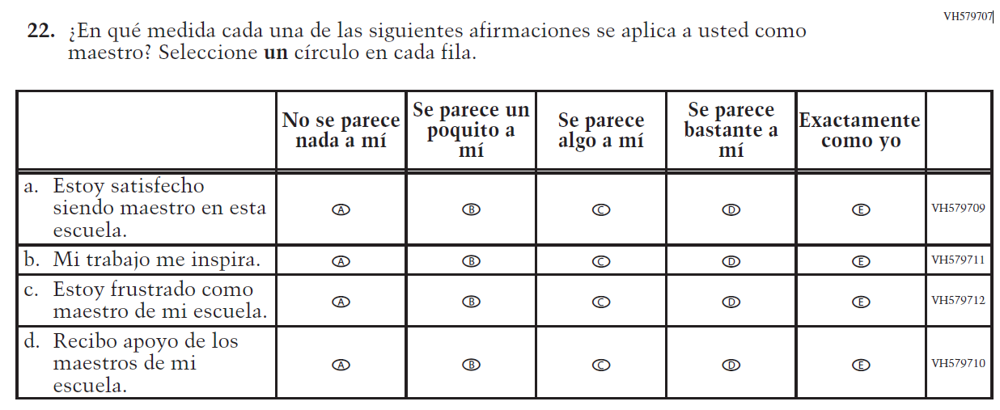 VH579707
22. ¿En qué medida cada una de las siguientes afirmaciones se aplica a usted como
maestro? Seleccione un círculo en cada fila.
No se parece
nada a mí
Se parece un
poquito a
mí
Se parece
algo a mí
Se parece
bastante a
mí
Exactamente
como yo
a. Estoy satisfecho
siendo maestro en esta
escuela.
A B C D E VH579709
b. Mi trabajo me inspira. A B C D E VH579711
c. Estoy frustrado como
maestro de mi escuela.
A B C D E VH579712
d. Recibo apoyo de los
maestros de mi
escuela.
A B C D E VH579710